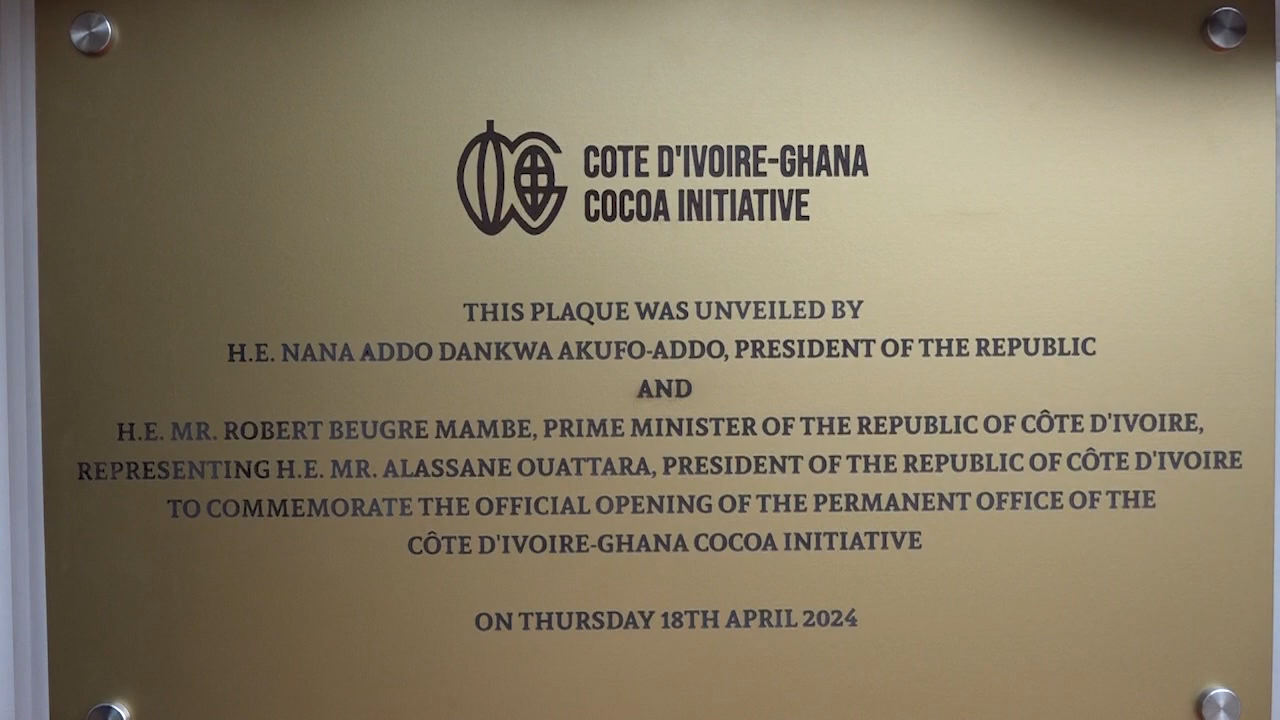 COTE D'IVOIRE-GHANA
COCOA INITIATIVE
THIS PLAQUE WAS UNVEILED BY
H.E. NANA ADDO DANKWA AKUFO-ADDO, PRESIDENT OF THE REPUBLIC
AND
H.E. MR. ROBERT BEUGRE MAMBE, PRIME MINISTER OF THE REPUBLIC OF CÔTE D'IVOIRE,
REPRESENTING H.E. MR. ALASSANE OUATTARA, PRESIDENT OF THE REPUBLIC OF CÔTE D'IVOIRE
TO COMMEMORATE THE OFFICIAL OPENING OF THE PERMANENT OFFICE OF THE
CÔTE D'IVOIRE-GHANA COCOA INITIATIVE
ON THURSDAY 18TH APRIL 2024